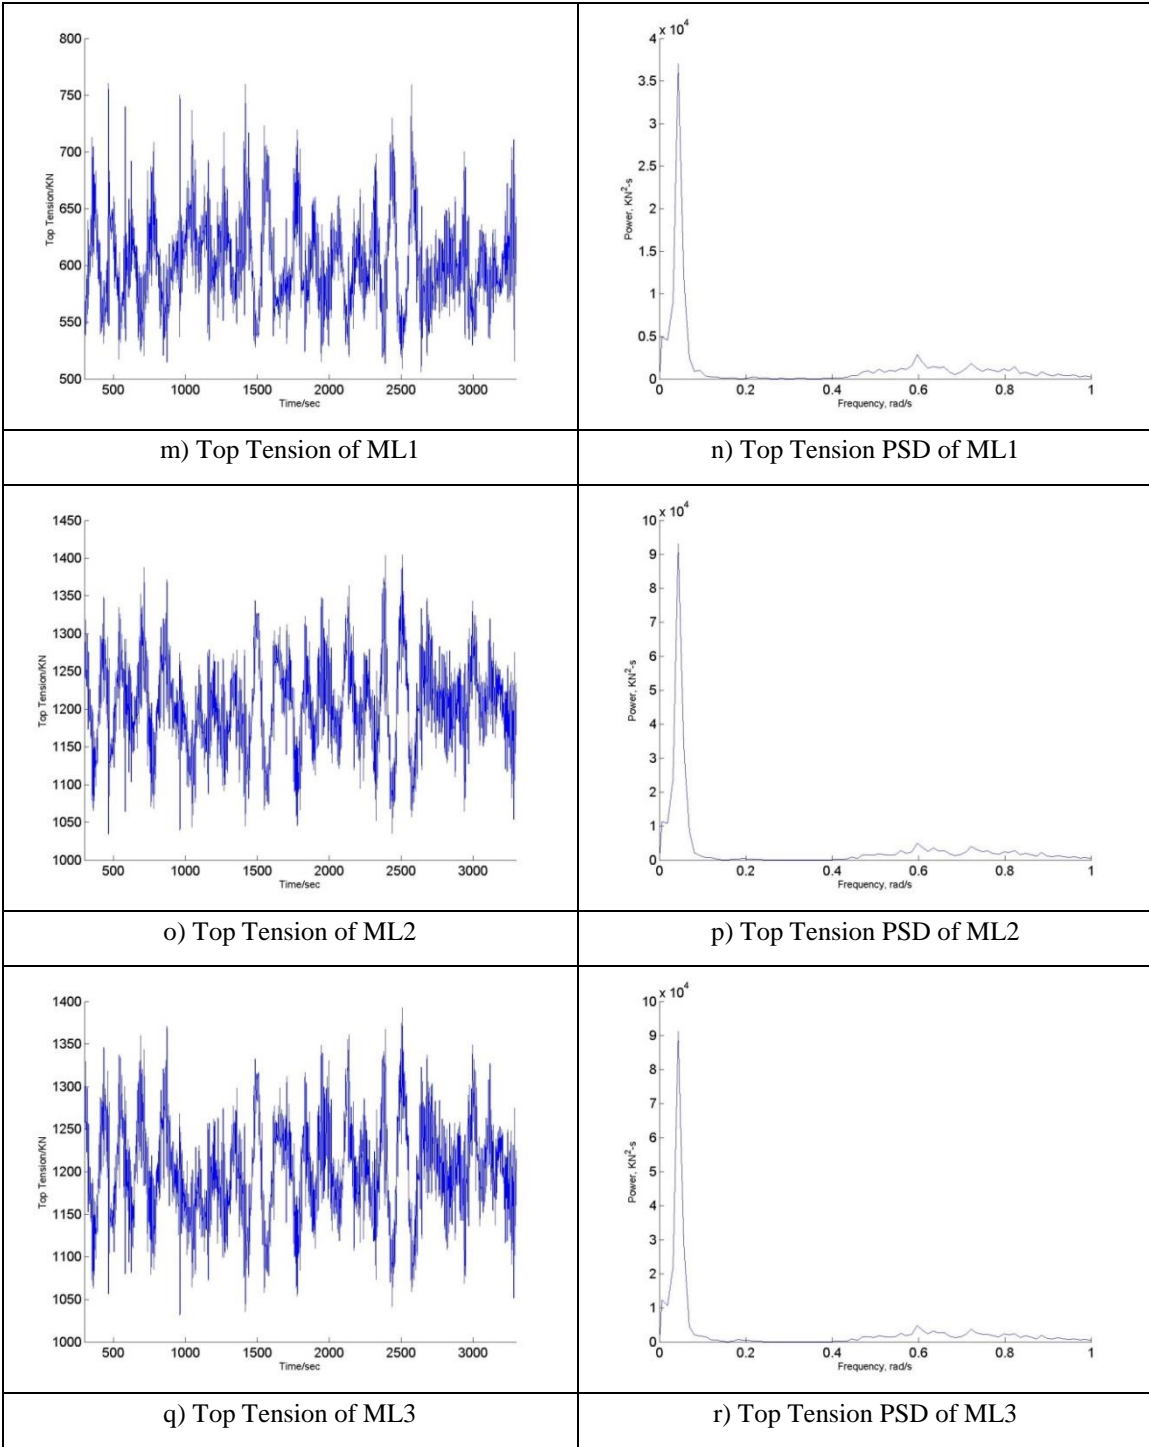 800
750
700
650
600
550
500
Top Tension/KN
500 1000 1500 2000 2500 3000
Time/sec
x 10^4
4
3.5
3
2.5
2
1.5
1
0.5
0
Power, KN^2-s
0 0.2 0.4 0.6 0.8 1
Frequency, rad/s
m) Top Tension of ML1
n) Top Tension PSD of ML1
1450
1400
1350
1300
1250
1200
1150
1100
1050
1000
Top Tension/KN
500 1000 1500 2000 2500 3000
Time/sec
x 10^4
10
9
8
7
6
5
4
3
2
1
0
Power, KN^2-s
0 0.2 0.4 0.6 0.8 1
Frequency, rad/s
o) Top Tension of ML2
p) Top Tension PSD of ML2
1400
1350
1300
1250
1200
1150
1100
1050
1000
Top Tension/KN
500 1000 1500 2000 2500 3000
Time/sec
x 10^4
10
9
8
7
6
5
4
3
2
1
0
Power, KN^2-s
0 0.2 0.4 0.6 0.8 1
Frequency, rad/s
q) Top Tension of ML3
r) Top Tension PSD of ML3